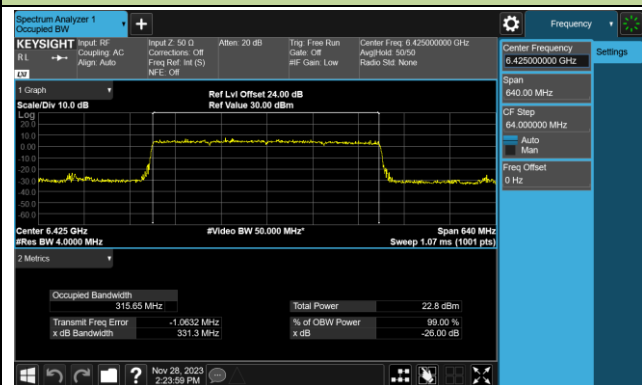 Spectrum Analyzer 1
Occupied BW
Frequency
KEYSIGHT
Input: RF
Coupling: AC
Align: Auto
Input Z: 50 Ω
Corrections: Off
Freq Ref: Int (S)
NFE: Off
Atten: 20 dB
Trig: Free Run
Gate: Off
#IF Gain: Low
Center Freq: 6.425000000 GHz
Avg|Hold: 50/50
Radio Std: None
RL
LXI
Center Frequency
6.425000000 GHz
Settings
Span
640.00 MHz
CF Step
64.000000 MHz
Auto
Man
Freq Offset
0 Hz
1 Graph
Scale/Div 10.0 dB
Ref Lvl Offset 24.00 dB
Ref Value 30.00 dBm
Log
20.0
10.0
0.00
-10.0
-20.0
-30.0
-40.0
-50.0
-60.0
Center 6.425 GHz
#Res BW 4.0000 MHz
#Video BW 50.000 MHz*
Span 640 MHz
Sweep 1.07 ms (1001 pts)
2 Metrics
Occupied Bandwidth
315.65 MHz
Total Power 22.8 dBm
Transmit Freq Error -1.0632 MHz
% of OBW Power 99.00 %
x dB Bandwidth 331.3 MHz
x dB -26.00 dB
?
Nov 28, 2023
2:23:59 PM